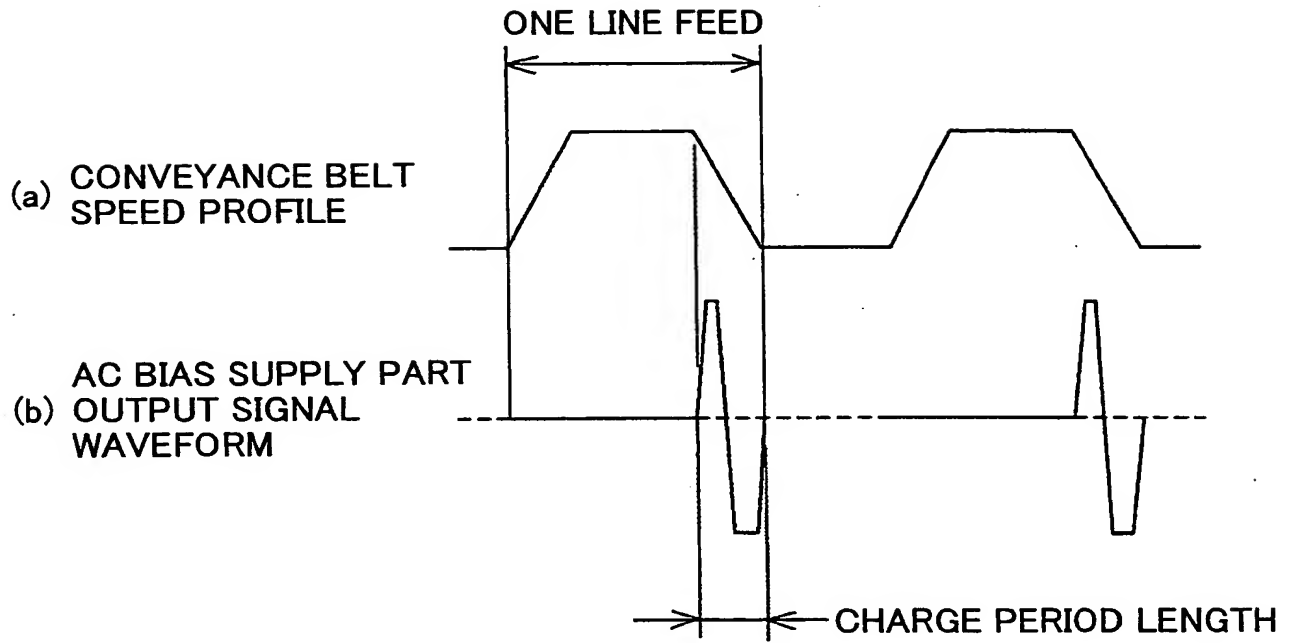 ONE LINE FEED
(a) CONVEYANCE BELT
SPEED PROFILE
AC BIAS SUPPLY PART
(b) OUTPUT SIGNAL
WAVEFORM
CHARGE PERIOD LENGTH